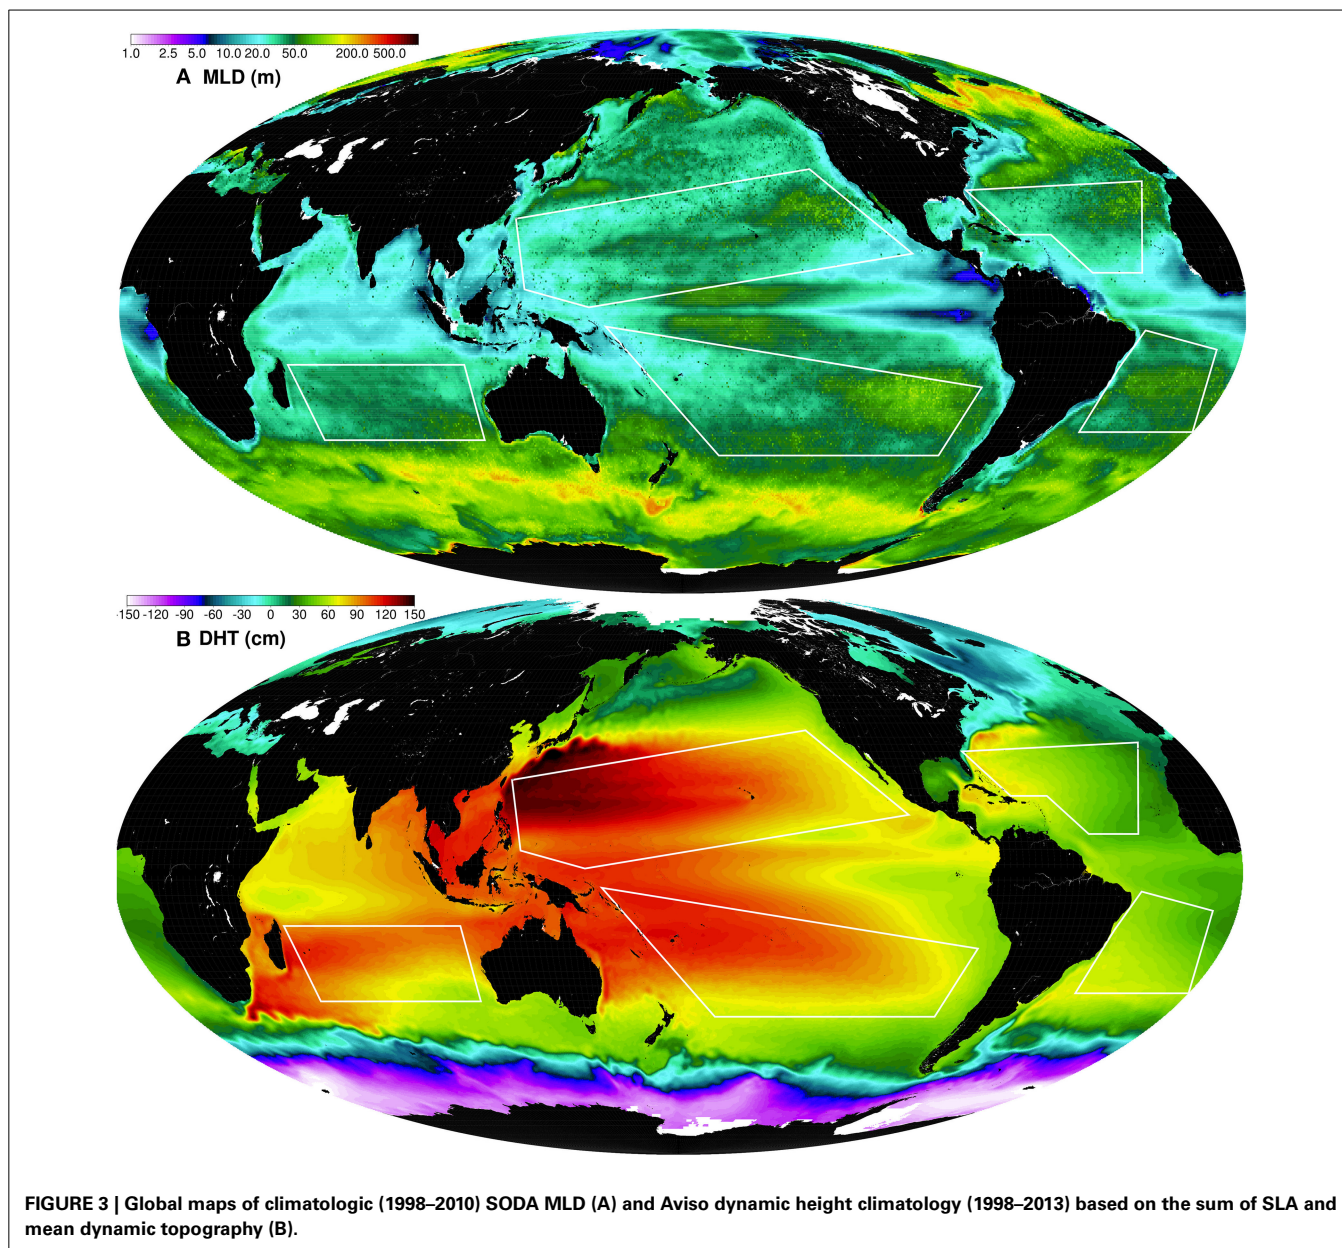 1.0 2.5 5.0 10.0 20.0 50.0 200.0 500.0
A MLD (m)
-150 -120 -90 -60 -30 0 30 60 90 120 150
B DHT (cm)
FIGURE 3 | Global maps of climatologic (1998–2010) SODA MLD (A) and Aviso dynamic height climatology (1998–2013) based on the sum of SLA and
mean dynamic topography (B).